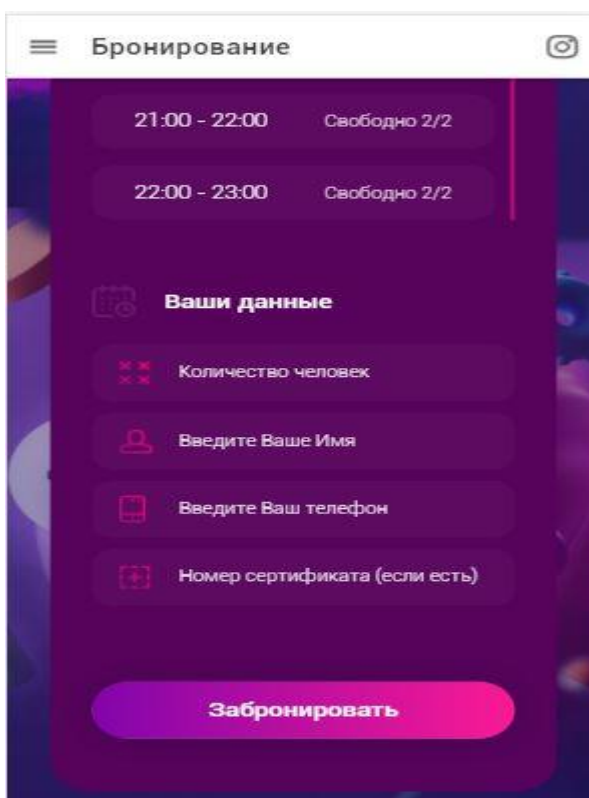 Бронирование
21:00 - 22:00 Свободно 2/2
22:00 - 23:00 Свободно 2/2
Ваши данные
Количество человек
Введите Ваше Имя
Введите Ваш телефон
Номер сертификата (если есть)
Забронировать